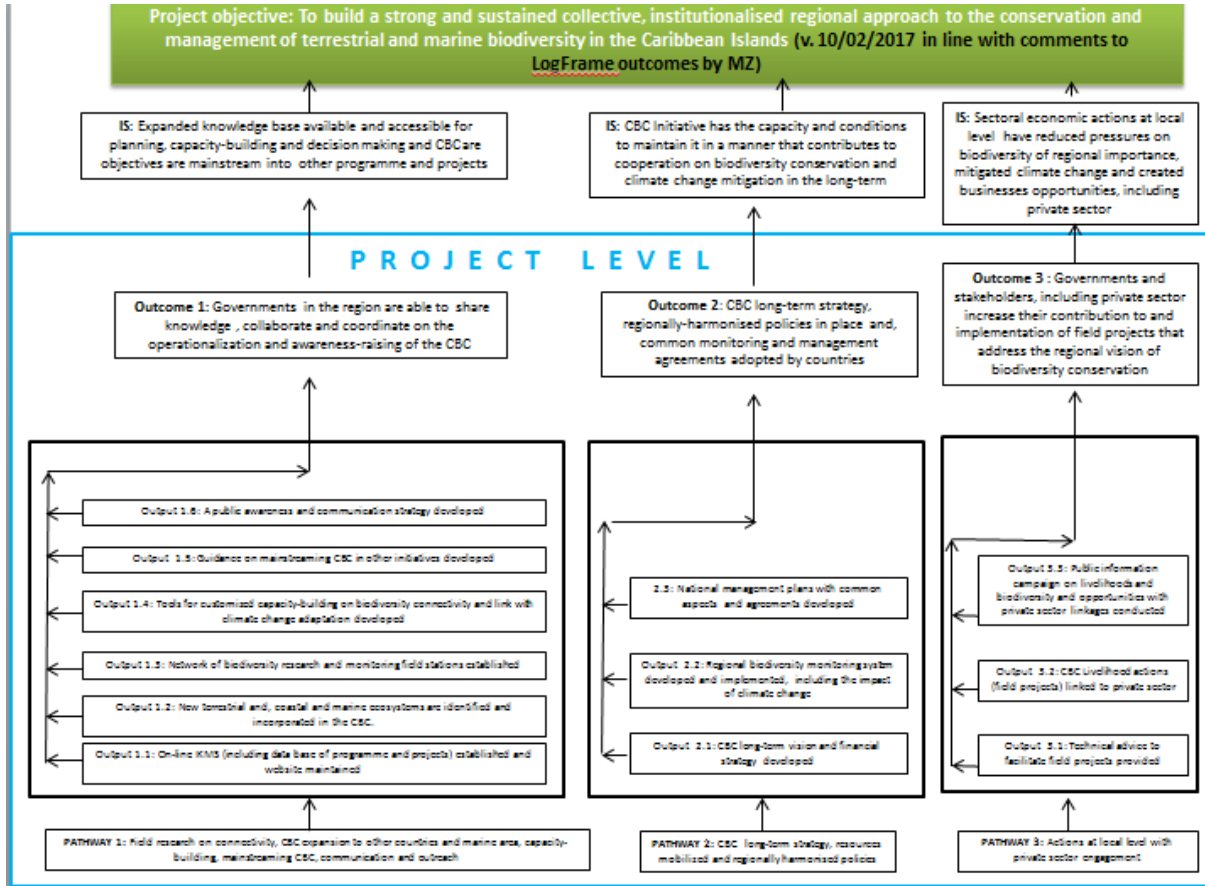 Project objective: To build a strong and sustained collective, institutionalised regional approach to the conservation and
management of terrestrial and marine biodiversity in the Caribbean Islands (v. 10/02/2017 in line with comments to
LogFrame outcomes by MZ)
IS: Expanded knowledge base available and accessible for
planning, capacity-building and decision making and CBC are
objectives are mainstream into other programme and projects
IS: CBC Initiative has the capacity and conditions
to maintain it in a manner that contributes to
cooperation on biodiversity conservation and
climate change mitigation in the long-term
IS: Sectoral economic actions at local
level have reduced pressures on
biodiversity of regional importance,
mitigated climate change and created
businesses opportunities, including
private sector
PROJECT LEVEL
Outcome 1: Governments in the region are able to share
knowledge , collaborate and coordinate on the
operationalization and awareness-raising of the CBC
Outcome 2: CBC long-term strategy,
regionally-harmonised policies in place and,
common monitoring and management
agreements adopted by countries
Outcome 3 : Governments and
stakeholders, including private sector
increase their contribution to and
implementation of field projects that
address the regional vision of
biodiversity conservation
Output 1.6: A public awareness and communication strategy developed
Output 1.5: Guidance on mainstreaming CBC in other initiatives developed
Output 1.4: Tools for customised capacity-building on biodiversity connectivity and link with
climate change adaptation developed
Output 1.3: Network of biodiversity research and monitoring field stations established
Output 1.2: New terrestrial and, coastal and marine ecosystems are identified and
incorporated in the CBC.
Output 1.1: On-line KMS (including data base of programme and projects) established and
website maintained
2.3: National management plans with common
aspects and agreements developed
Output 2.2: Regional biodiversity monitoring system
developed and implemented, including the impact
of climate change
Output 2.1: CBC long-term vision and financial
strategy developed
Output 3.3: Public information
campaign on livelihoods and
biodiversity and opportunities with
private sector linkages conducted
Output 3.2: CBC Livelihood actions
(field projects) linked to private sector
Output 3.1: Technical advice to
facilitate field projects provided
PATHWAY 1: Field research on connectivity, CBC expansion to other countries and marine area, capacity-
building, mainstreaming CBC, communication and outreach
PATHWAY 2: CBC long-term strategy, resources
mobilised and regionally harmonised policies
PATHWAY 3: Actions at local level with
private sector engagement